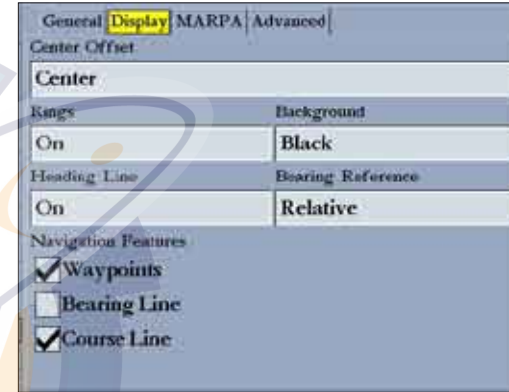 General Display MARPA Advanced
Center Offset
Center
Rings Background
On Black
Heading Line Bearing Reference
On Relative
Navigation Features
Waypoints
Bearing Line
Course Line